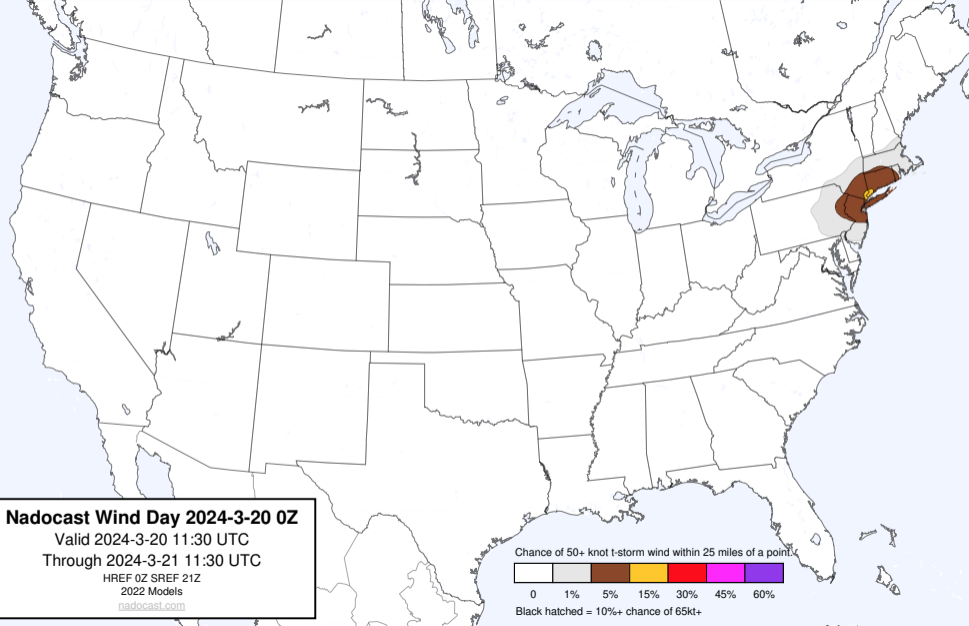 Nadocast Wind Day 2024-3-20 0Z
Valid 2024-3-20 11:30 UTC
Through 2024-3-21 11:30 UTC
HREF 0Z SREF 21Z
2022 Models
nadocast.com
Chance of 50+ knot t-storm wind within 25 miles of a point.
0 1% 5% 15% 30% 45% 60%
Black hatched = 10%+ chance of 65kt+